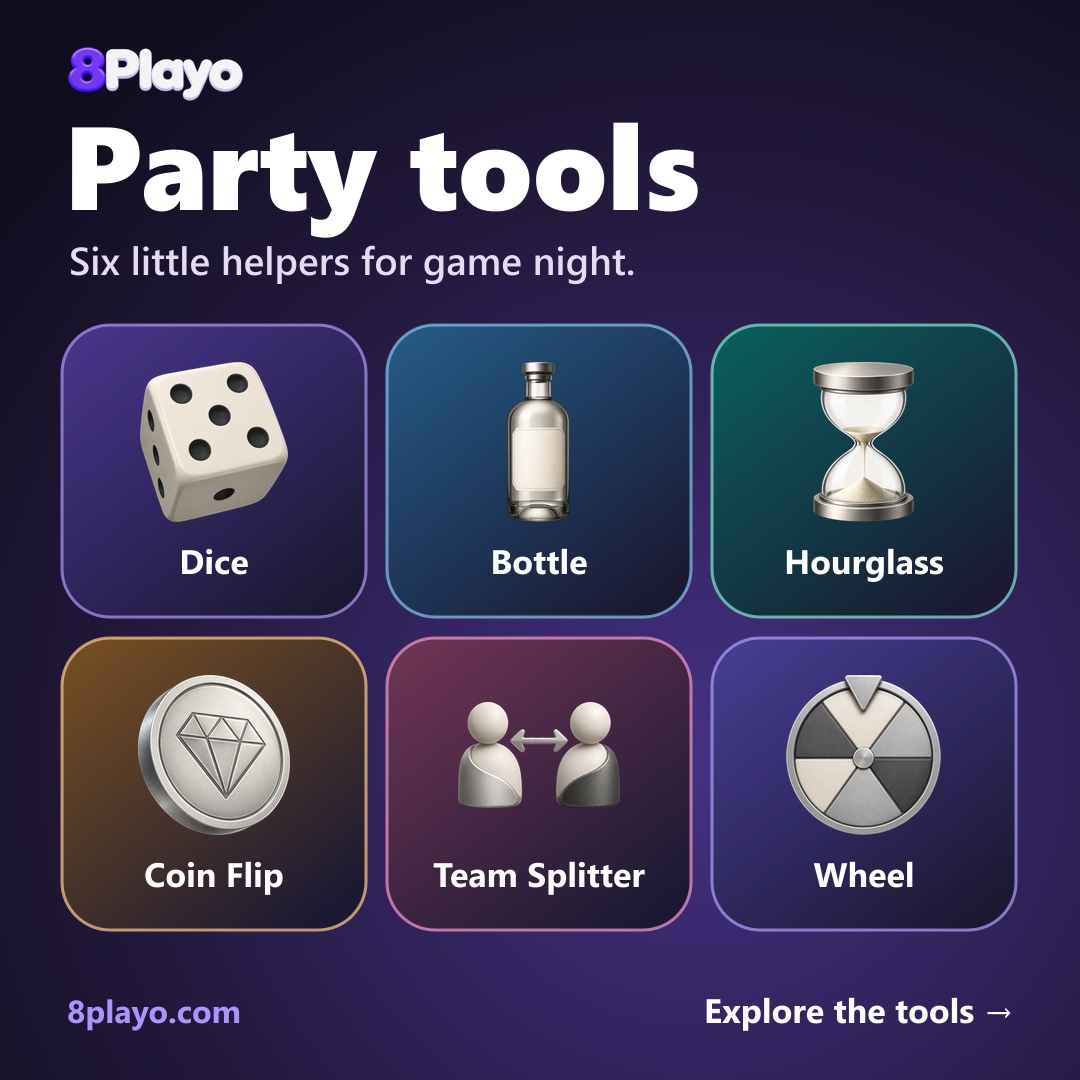 8Playo
Party tools
Six little helpers for game night.
Dice
Bottle
Hourglass
Coin Flip
Team Splitter
Wheel
8playo.com
Explore the tools →